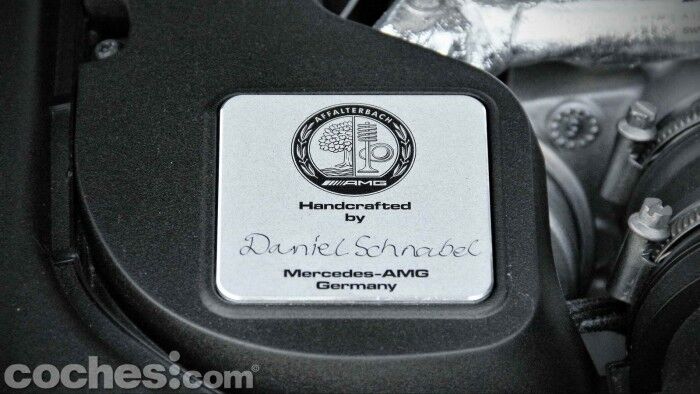 AFFALTERBACH
AMG
Handcrafted
by
Daniel Schnabel
Mercedes-AMG
Germany
coches.com